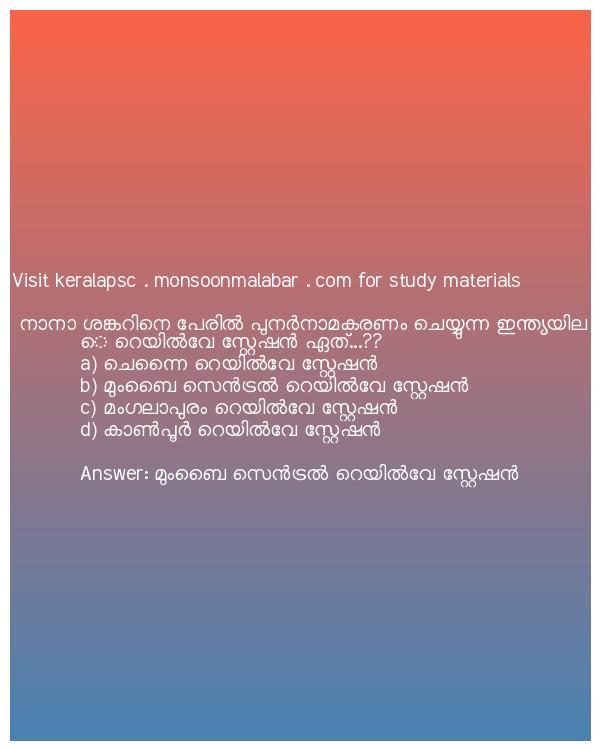 Visit keralapsc . monsoonmalabar . com for study materials
നാനാ ശങ്കറിനെ പേരിൽ പുനർനാമകരണം ചെയ്യുന്ന ഇന്ത്യയില
െ റെയിൽവേ സ്റ്റേഷൻ ഏത്...??
a) ചെന്നൈ റെയിൽവേ സ്റ്റേഷൻ
b) മുംബൈ സെൻട്രൽ റെയിൽവേ സ്റ്റേഷൻ
c) മംഗലാപുരം റെയിൽവേ സ്റ്റേഷൻ
d) കാൺപൂർ റെയിൽവേ സ്റ്റേഷൻ
Answer: മുംബൈ സെൻട്രൽ റെയിൽവേ സ്റ്റേഷൻ